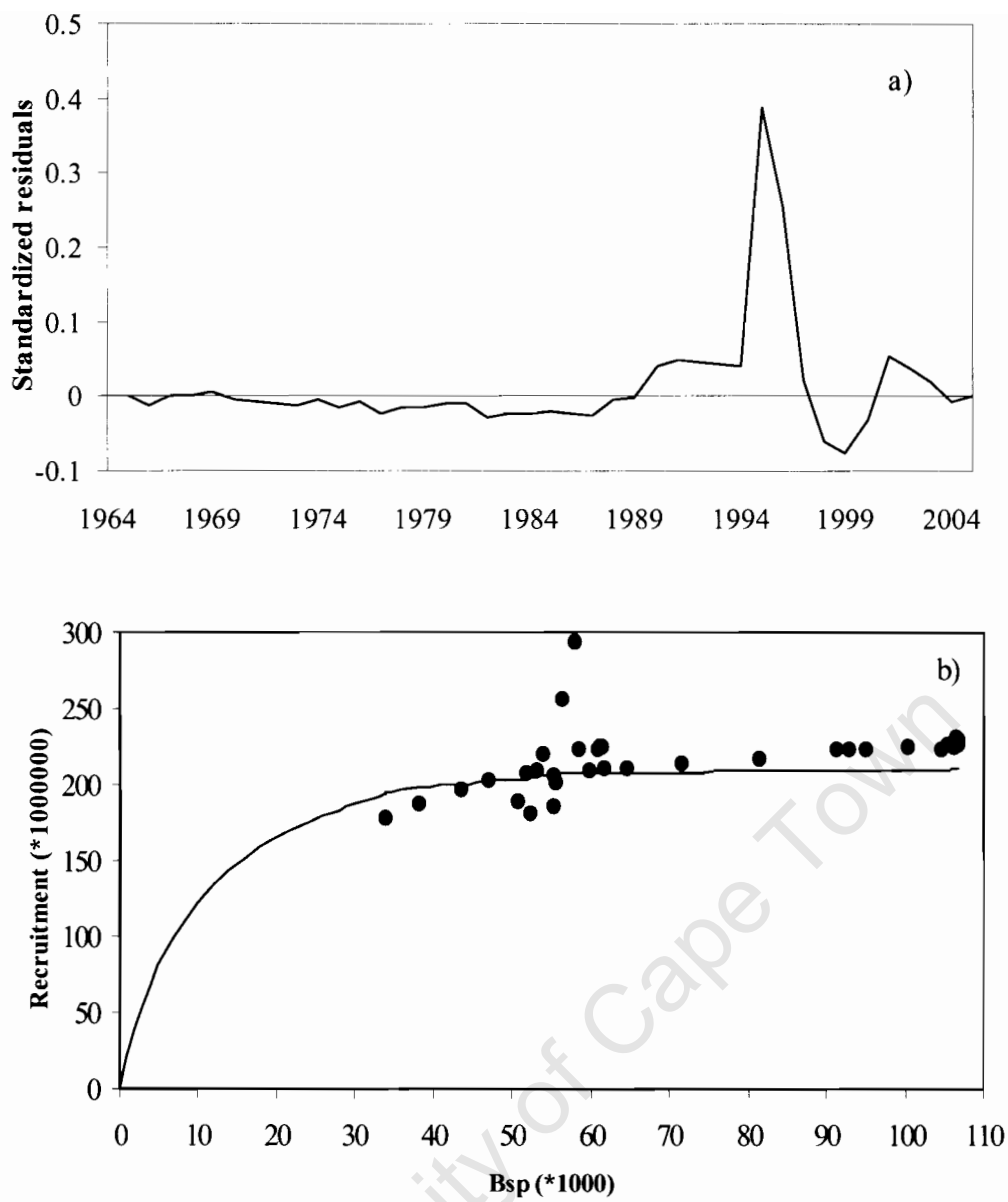 0.5
a)
0.4
0.3
0.2
0.1
0
-0.1
Standardized residuals
1964 1969 1974 1979 1984 1989 1994 1999 2004
300
b)
250
200
150
100
50
0
Recruitment (*1000000)
0 10 20 30 40 50 60 70 80 90 100 110
Bsp (*1000)
ity of Cape Town